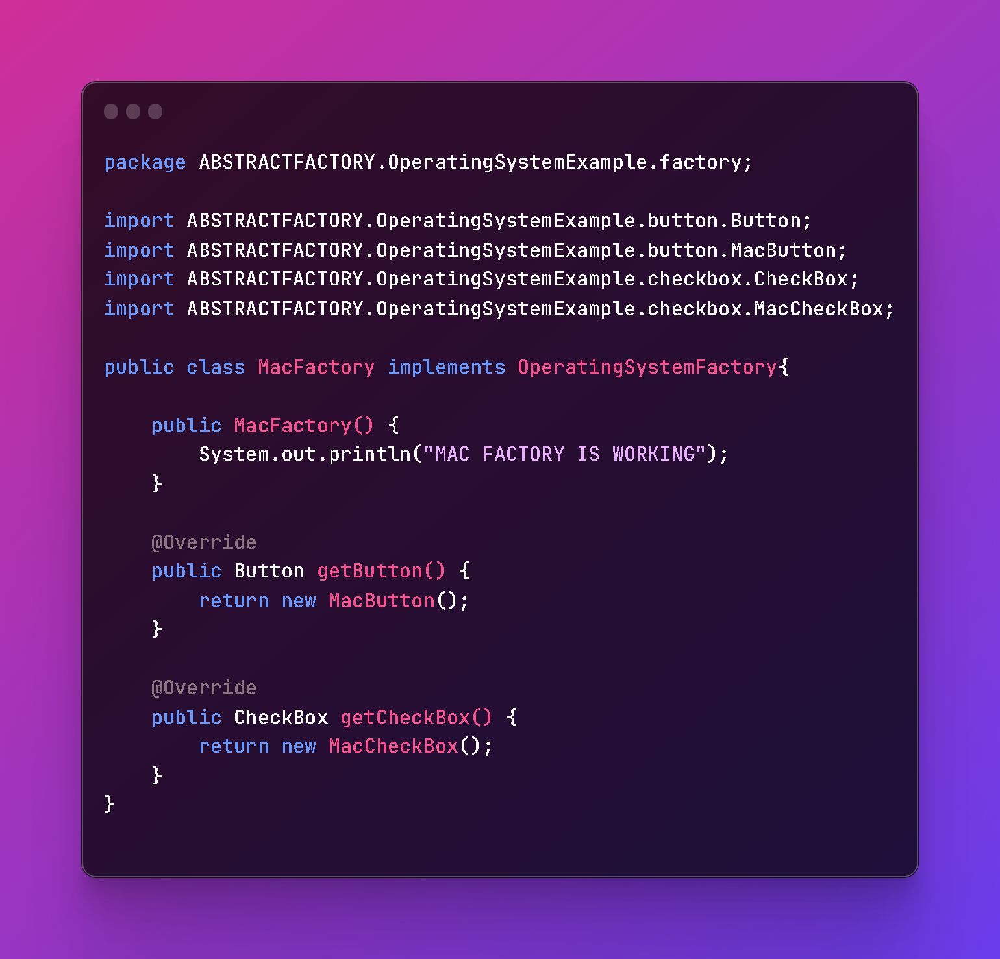 package ABSTRACTFACTORY.OperatingSystemExample.factory;

import ABSTRACTFACTORY.OperatingSystemExample.button.Button;
import ABSTRACTFACTORY.OperatingSystemExample.button.MacButton;
import ABSTRACTFACTORY.OperatingSystemExample.checkbox.CheckBox;
import ABSTRACTFACTORY.OperatingSystemExample.checkbox.MacCheckBox;

public class MacFactory implements OperatingSystemFactory{

    public MacFactory() {
        System.out.println("MAC FACTORY IS WORKING");
    }

    @Override
    public Button getButton() {
        return new MacButton();
    }

    @Override
    public CheckBox getCheckBox() {
        return new MacCheckBox();
    }
}